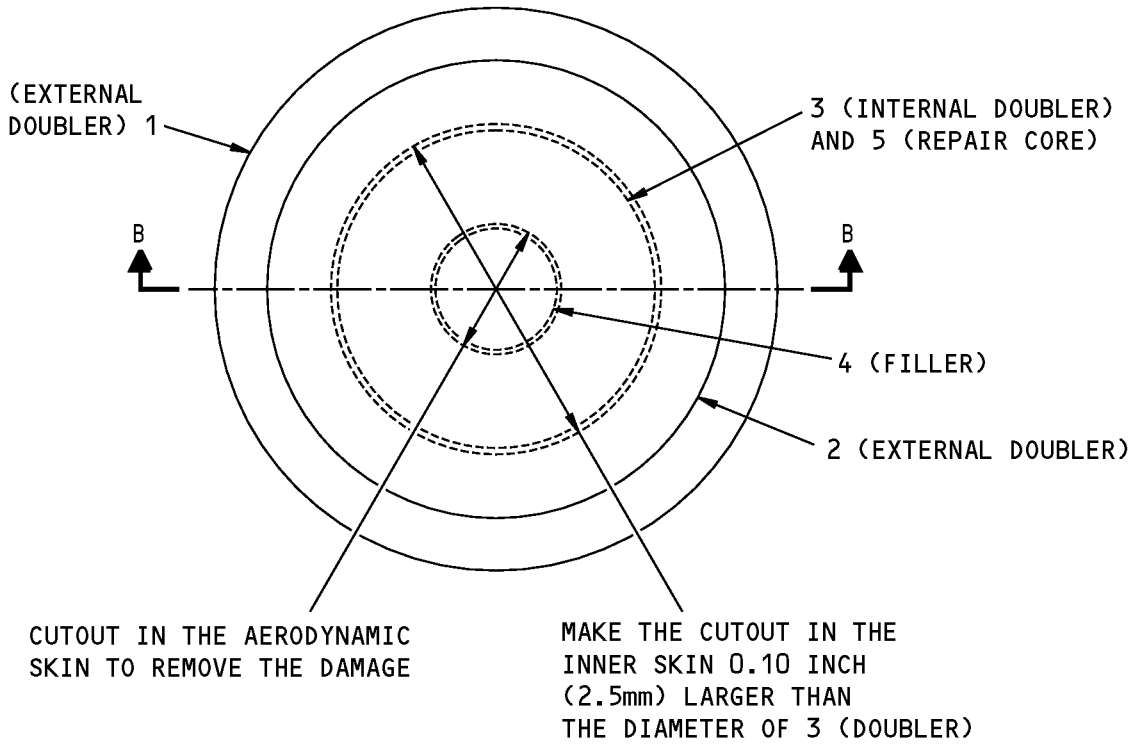 (EXTERNAL
DOUBLER) 1
3 (INTERNAL DOUBLER)
AND 5 (REPAIR CORE)
B
B
4 (FILLER)
2 (EXTERNAL DOUBLER)
CUTOUT IN THE AERODYNAMIC
SKIN TO REMOVE THE DAMAGE
MAKE THE CUTOUT IN THE
INNER SKIN 0.10 INCH
(2.5mm) LARGER THAN
THE DIAMETER OF 3 (DOUBLER)